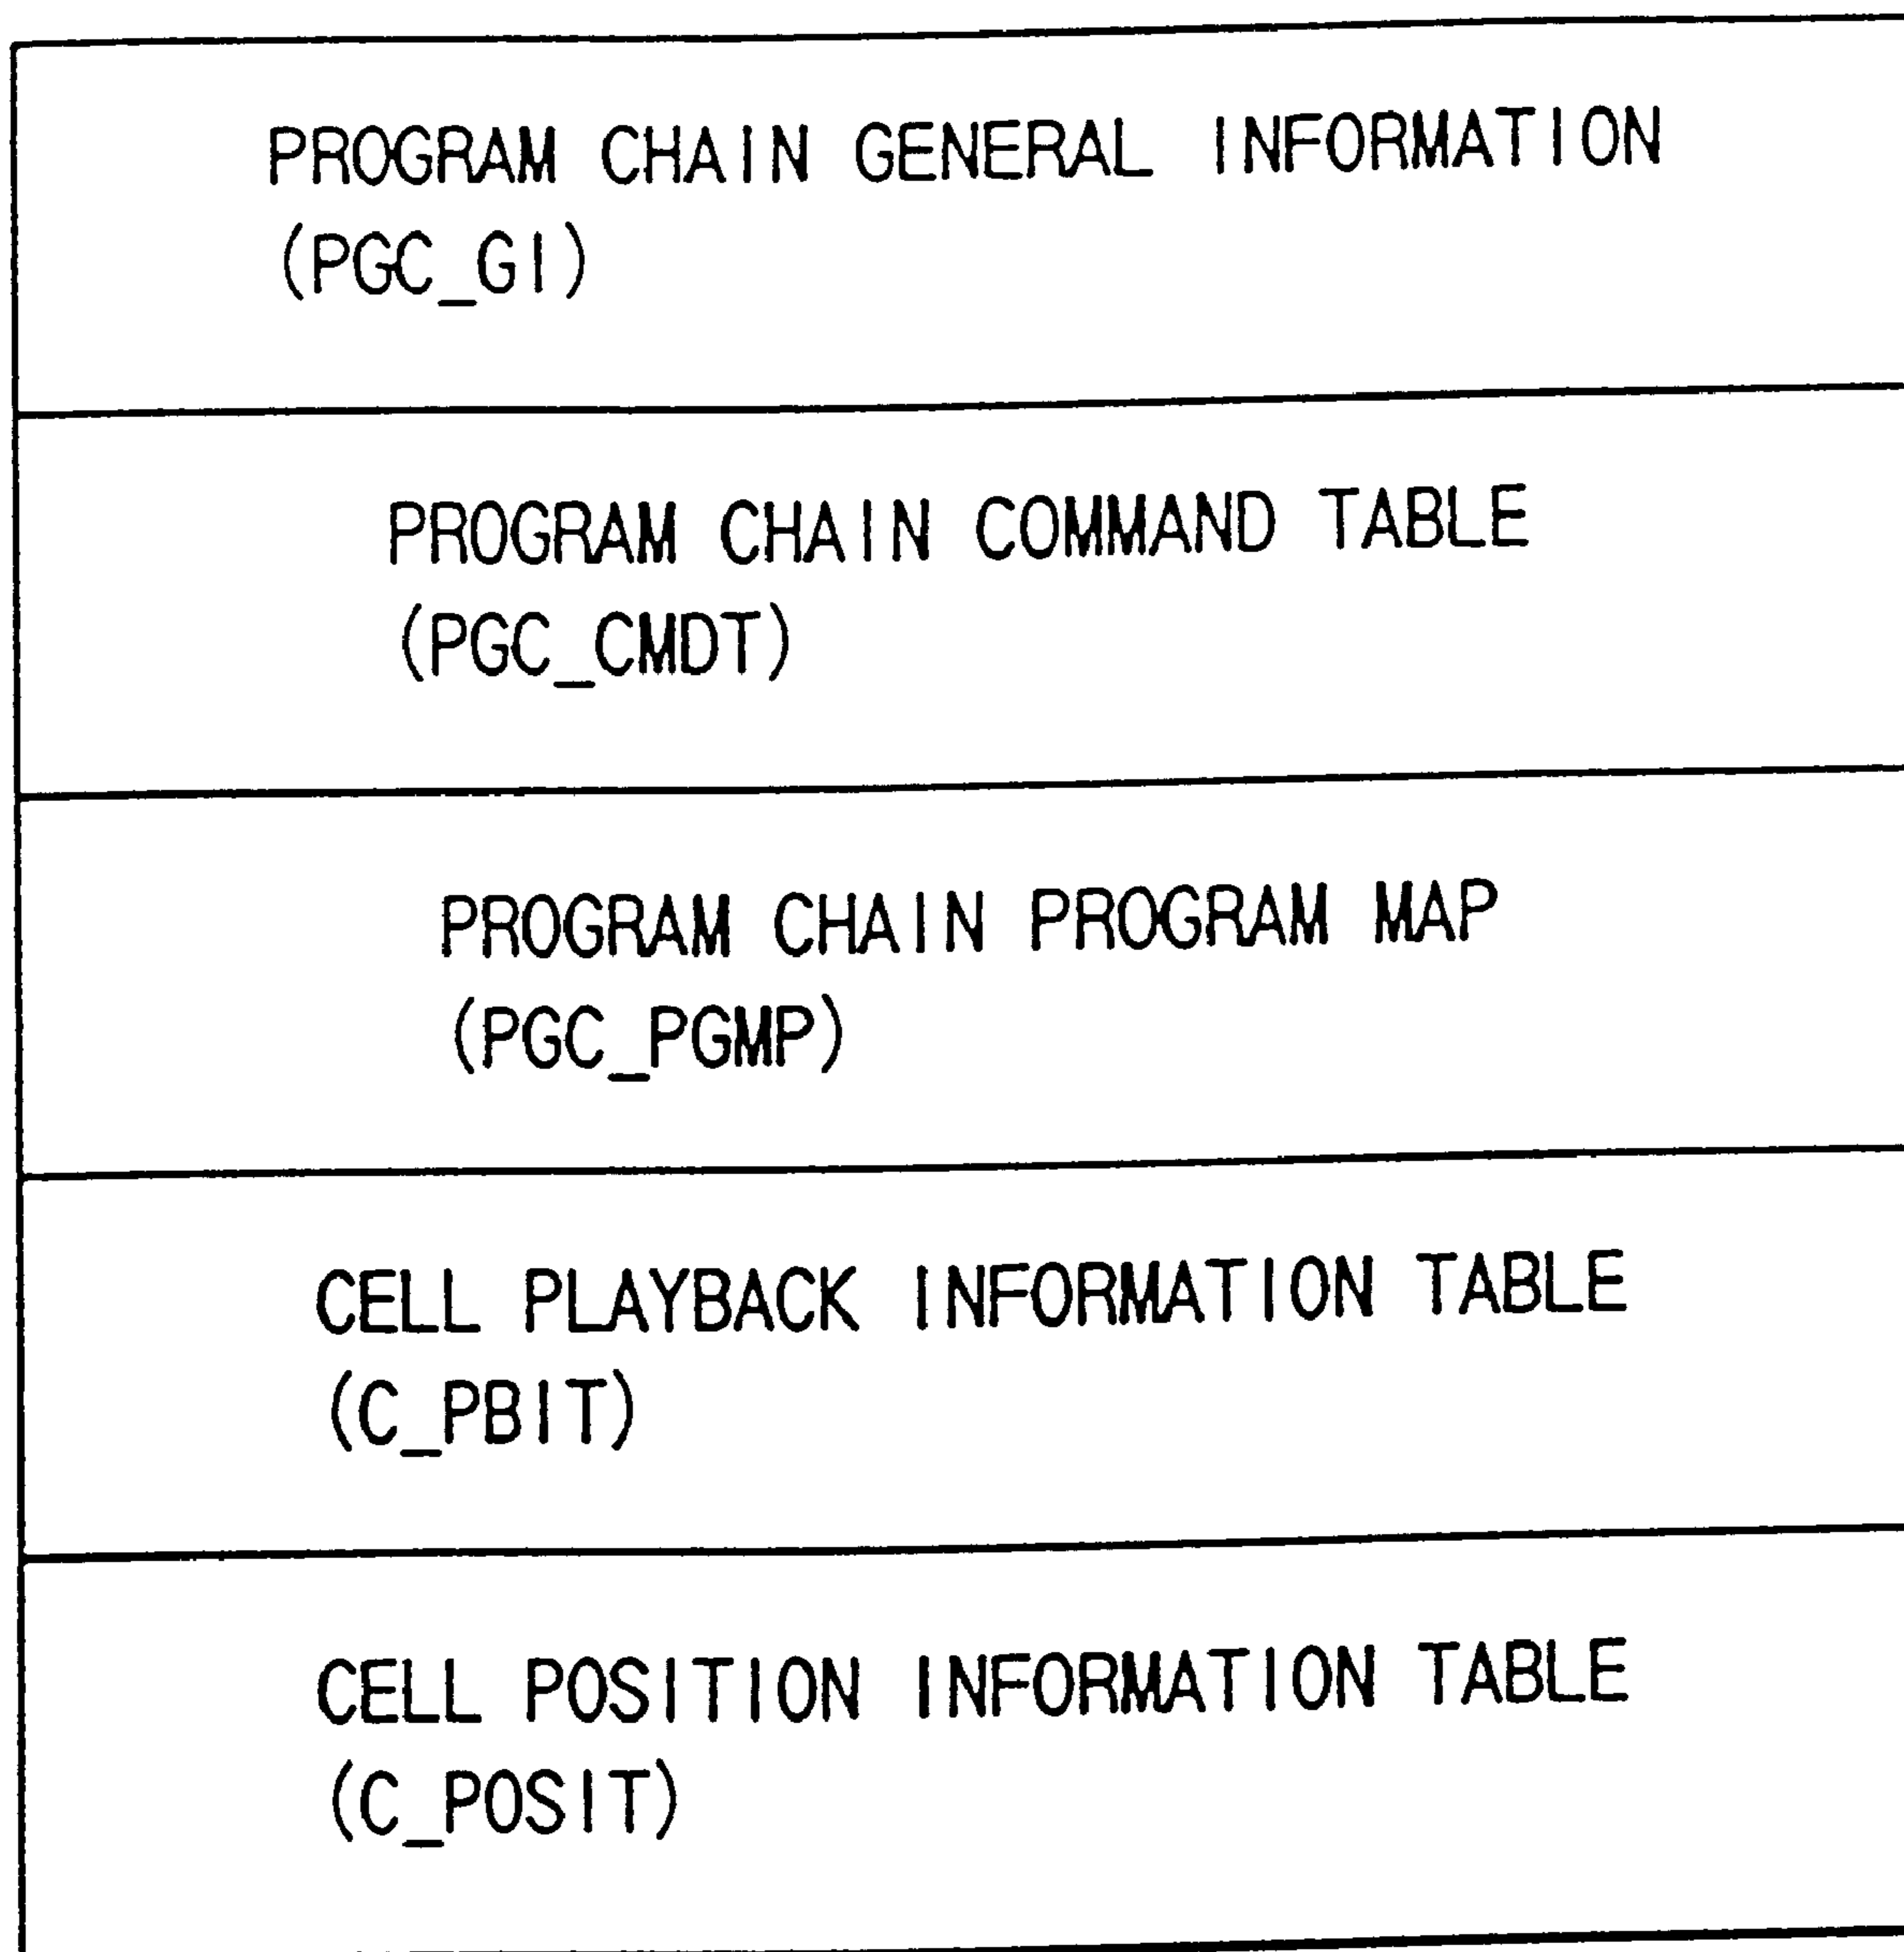 PROGRAM CHAIN GENERAL INFORMATION
(PGC_GI)
PROGRAM CHAIN COMMAND TABLE
(PGC_CMDT)
PROGRAM CHAIN PROGRAM MAP
(PGC_PGMP)
CELL PLAYBACK INFORMATION TABLE
(C_PBIT)
CELL POSITION INFORMATION TABLE
(C_POSIT)